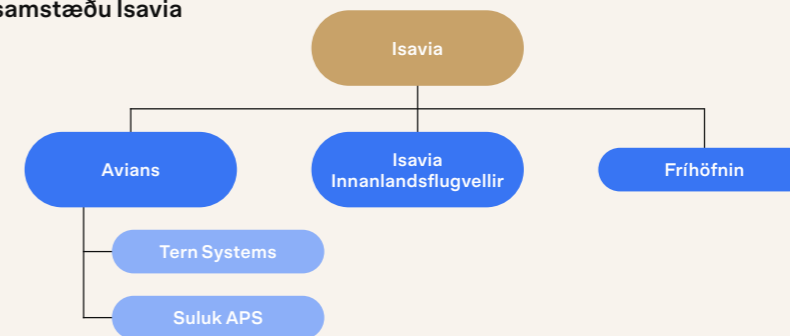 samstæðu Isavia
Isavia
Avians
Isavia
Innanlandsflugvellir
Fríhöfnin
Tern Systems
Suluk APS